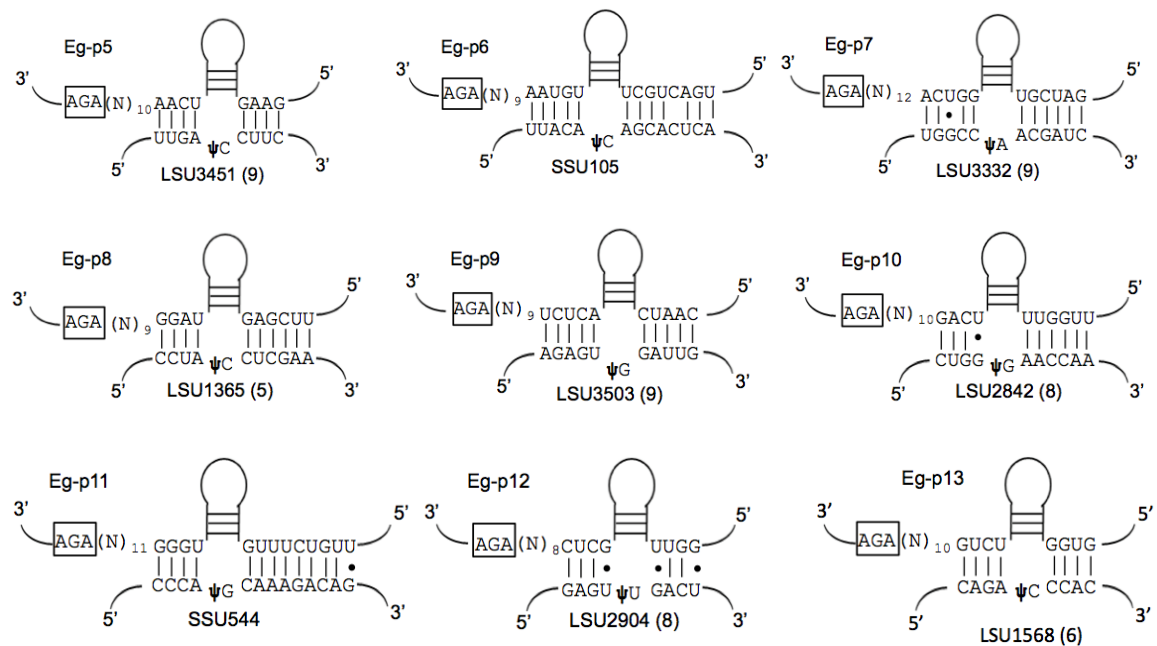 Eg-p5
3’ 5’
AGA (N) 10 AACU GAAG
UUGA ψC CUUC
5’ 3’
LSU3451 (9)
Eg-p6
3’ 5’
AGA (N) 9 AAUGU UCGUCAGU
AUUACA ψC AGCACUCA
5’ 3’
SSU105
Eg-p7
3’ 5’
AGA (N) 12 ACUGG UGCUAG
UGGCC ψA ACGAUC
5’ 3’
LSU3332 (9)
Eg-p8
3’ 5’
AGA (N) 9 GGAU GAGCUU
CCUA ψC CUCGAA
5’ 3’
LSU1365 (5)
Eg-p9
3’ 5’
AGA (N) 9 UCUCA CUAAC
AGAGU ψG GAUUG
5’ 3’
LSU3503 (9)
Eg-p10
3’ 5’
AGA (N) 10 GACU UUGGUU
CUGG ψG AACCAA
5’ 3’
LSU2842 (8)
Eg-p11
3’ 5’
AGA (N) 11 GGGU GUUUCUGUU
CCCA ψG CAAAGACAG
5’ 3’
SSU544
Eg-p12
3’ 5’
AGA (N) 8 CUCG UUGG
GAGU ψU GACU
5’ 3’
LSU2904 (8)
Eg-p13
3’ 5’
AGA (N) 10 GUCU GGUG
CAGA ψC CCAC
5’ 3’
LSU1568 (6)